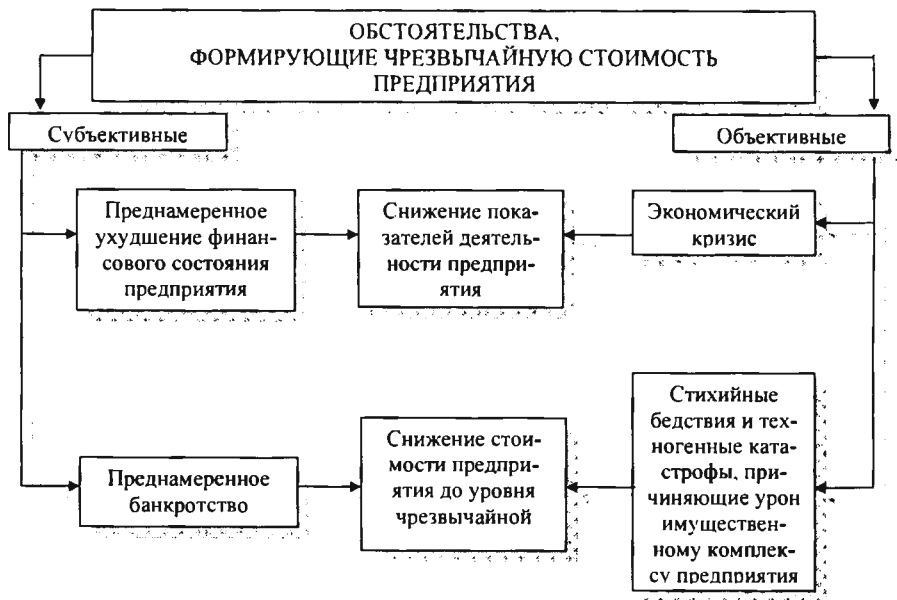 ОБСТОЯТЕЛЬСТВА,
ФОРМИРУЮЩИЕ ЧРЕЗВЫЧАЙНУЮ СТОИМОСТЬ
ПРЕДПРИЯТИЯ
Субъективные
Объективные
Преднамеренное
ухудшение финан-
сового состояния
предприятия
Снижение пока-
зателей деятель-
ности предпри-
ятия
Экономический
кризис
Преднамеренное
банкротство
Снижение стои-
мости предпри-
ятия до уровня
чрезвычайной
Стихийные
бедствия и тех-
ногенные ката-
строфы, при-
чиняющие урон
имуществен-
ному комплек-
су предприятия